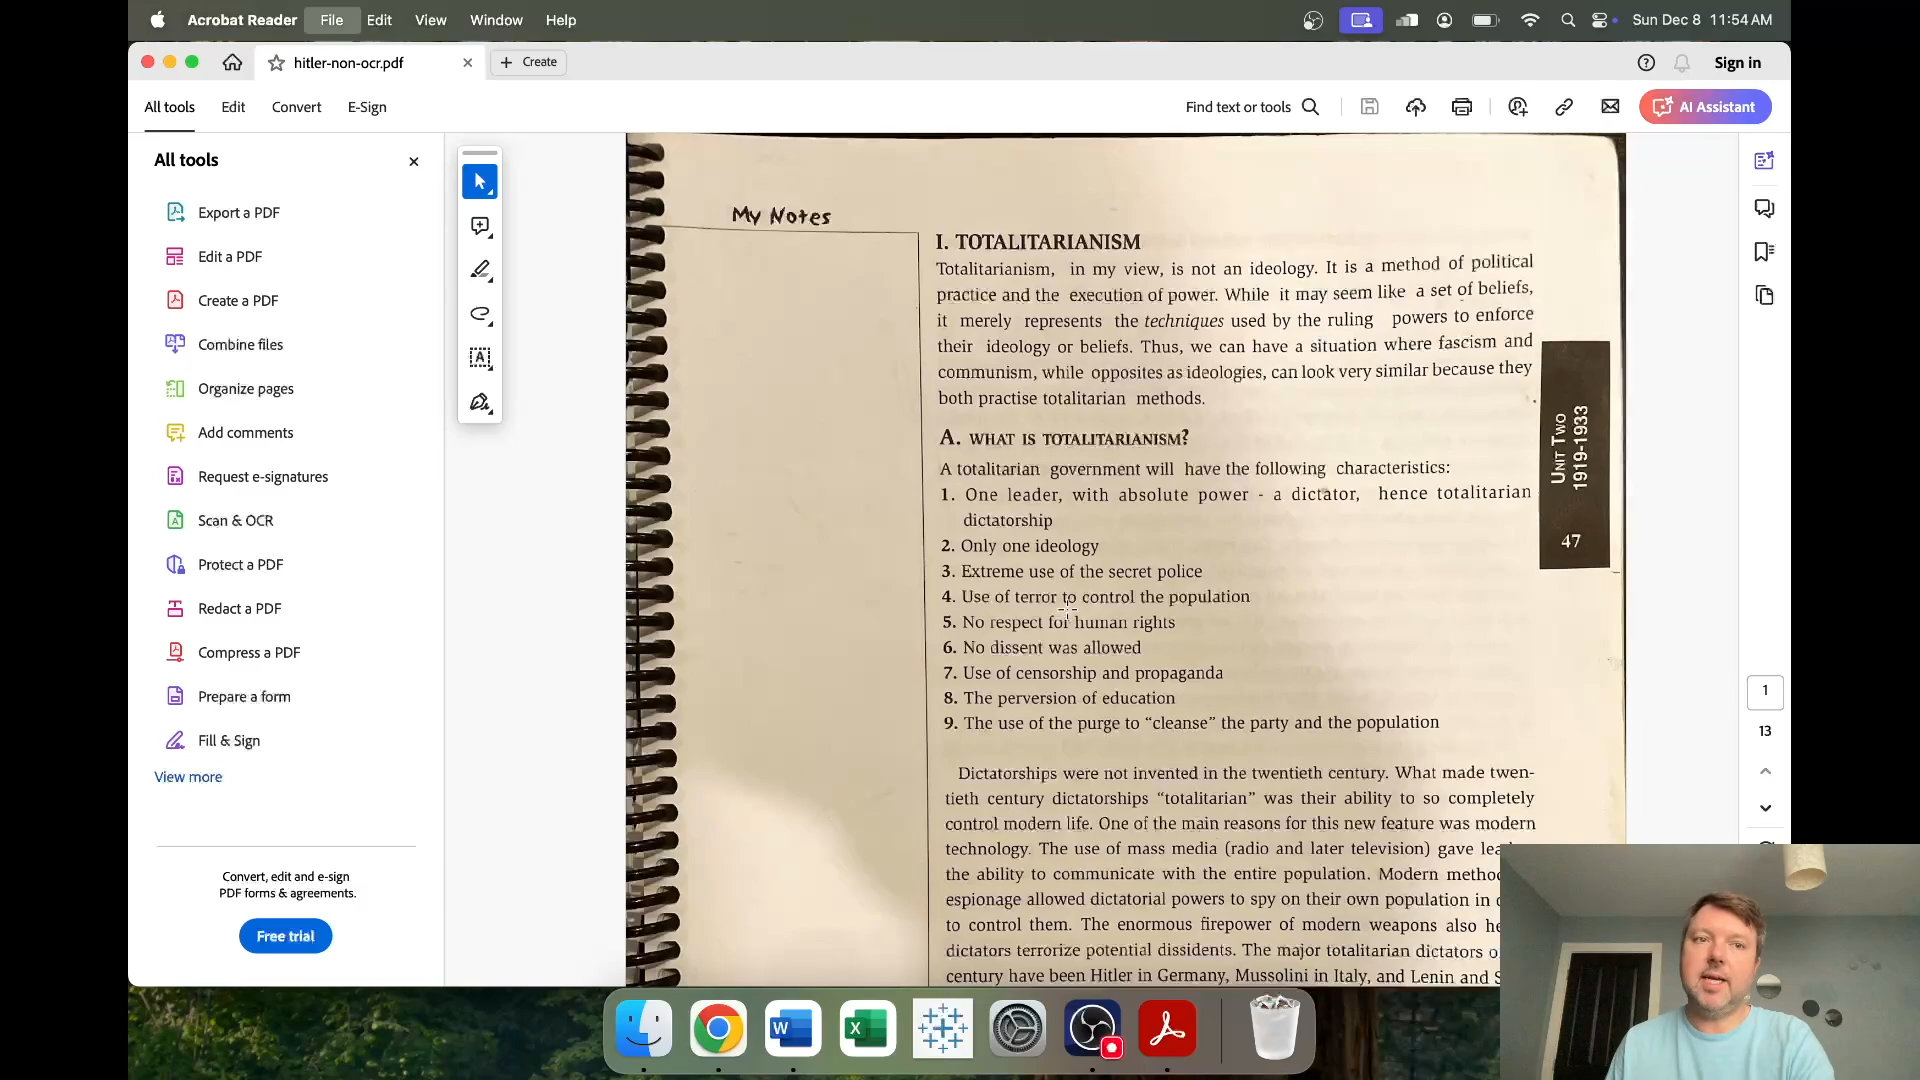 Acrobat Reader File Edit View Window Help
Sun Dec 8 11:54 AM
hitler-non-ocr.pdf
Create
Sign in
All tools Edit Convert E-Sign
Find text or tools
AI Assistant
All tools
Export a PDF
Edit a PDF
Create a PDF
Combine files
Organize pages
Add comments
Request e-signatures
Scan & OCR
Protect a PDF
Redact a PDF
Compress a PDF
Prepare a form
Fill & Sign
View more
Convert, edit and e-sign
PDF forms & agreements.
Free trial
My Notes
I. TOTALITARIANISM
Totalitarianism, in my view, is not an ideology. It is a method of political
practice and the execution of power. While it may seem like a set of beliefs,
it merely represents the techniques used by the ruling powers to enforce
their ideology or beliefs. Thus, we can have a situation where fascism and
communism, while opposites as ideologies, can look very similar because they
both practise totalitarian methods.
A. WHAT IS TOTALITARIANISM?
A totalitarian government will have the following characteristics:
1. One leader, with absolute power - a dictator, hence totalitarian
dictatorship
2. Only one ideology
3. Extreme use of the secret police
4. Use of terror to control the population
5. No respect for human rights
6. No dissent was allowed
7. Use of censorship and propaganda
8. The perversion of education
9. The use of the purge to “cleanse” the party and the population
Dictatorships were not invented in the twentieth century. What made twen-
tieth century dictatorships “totalitarian” was their ability to so completely
control modern life. One of the main reasons for this new feature was modern
technology. The use of mass media (radio and later television) gave
the ability to communicate with the entire population. Modern
espionage allowed dictatorial powers to spy on their own population in
to control them. The enormous firepower of modern weapons also
dictators terrorize potential dissidents. The major totalitarian dictators
century have been Hitler in Germany, Mussolini in Italy, and Lenin and
UNIT TWO
1919-1933
47
1
13